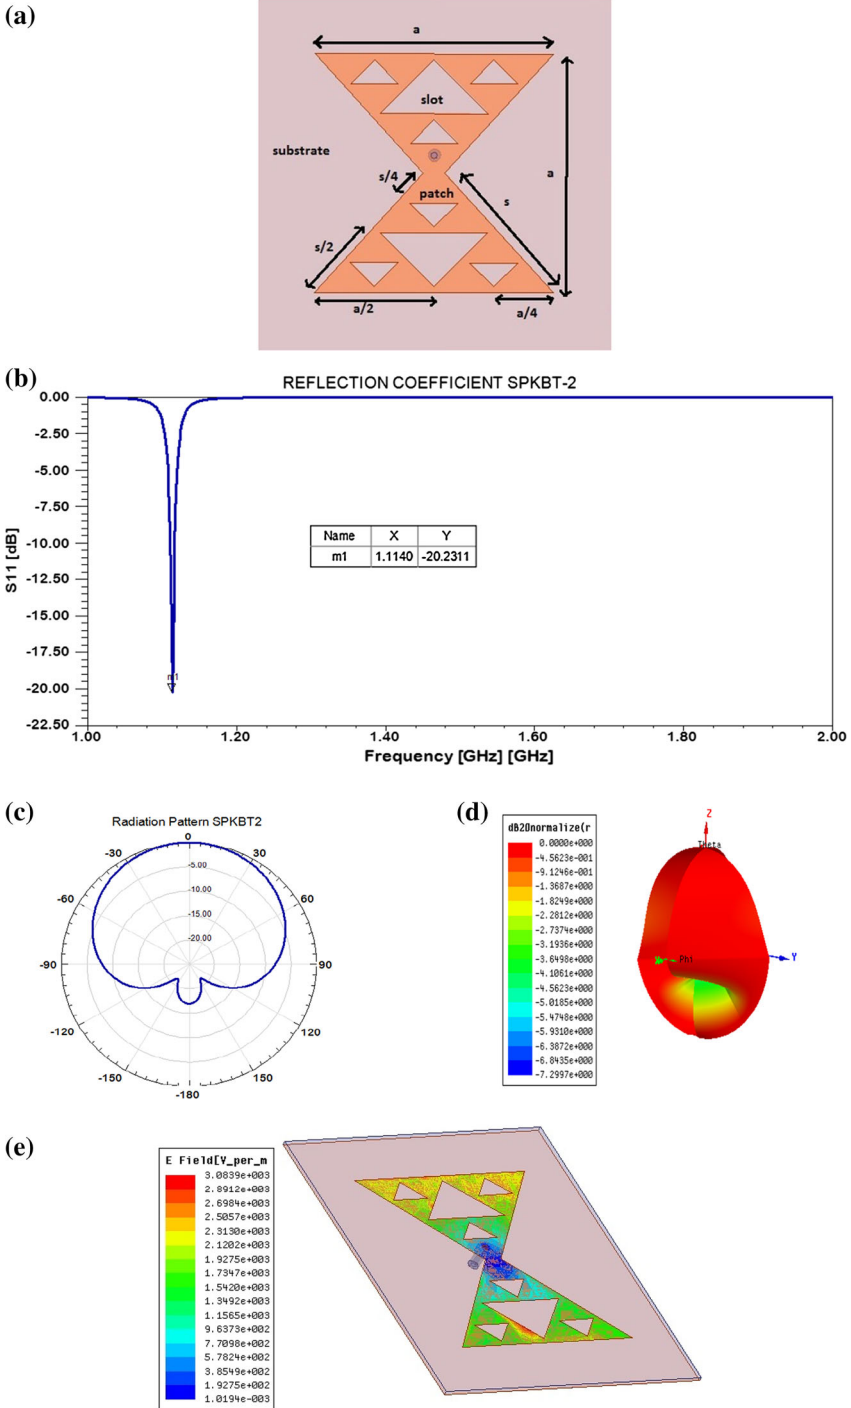 (a)
a
slot
substrate
s/4
patch
s
a
s/2
a/2
a/4
(b)
REFLECTION COEFFICIENT SPKBT-2
0.00
-2.50
-5.00
-7.50
-10.00
-12.50
-15.00
-17.50
-20.00
-22.50
S11 [dB]
Name X Y
m1 1.1140 -20.2311
m1
1.00 1.20 1.40 1.60 1.80 2.00
Frequency [GHz] [GHz]
(c)
Radiation Pattern SPKBT2
0
-30 30
-5.00
-60 60
-10.00
-15.00
-20.00
-90 90
-120 120
-150 150
-180
(d)
dB20normalize(r
0.0000e+000
-4.5623e-001
-9.1246e-001
-1.3687e+000
-1.8249e+000
-2.2812e+000
-2.7374e+000
-3.1936e+000
-3.6498e+000
-4.1061e+000
-4.5623e+000
-5.0185e+000
-5.4748e+000
-5.9310e+000
-6.3872e+000
-6.8435e+000
-7.2997e+000
Z
Theta
Phi
Y
(e)
E Field[V_per_m
3.0839e+003
2.8912e+003
2.6984e+003
2.5057e+003
2.3130e+003
2.1202e+003
1.9275e+003
1.7347e+003
1.5420e+003
1.3492e+003
1.1565e+003
9.6373e+002
7.7098e+002
5.7824e+002
3.8549e+002
1.9275e+002
1.0194e-003